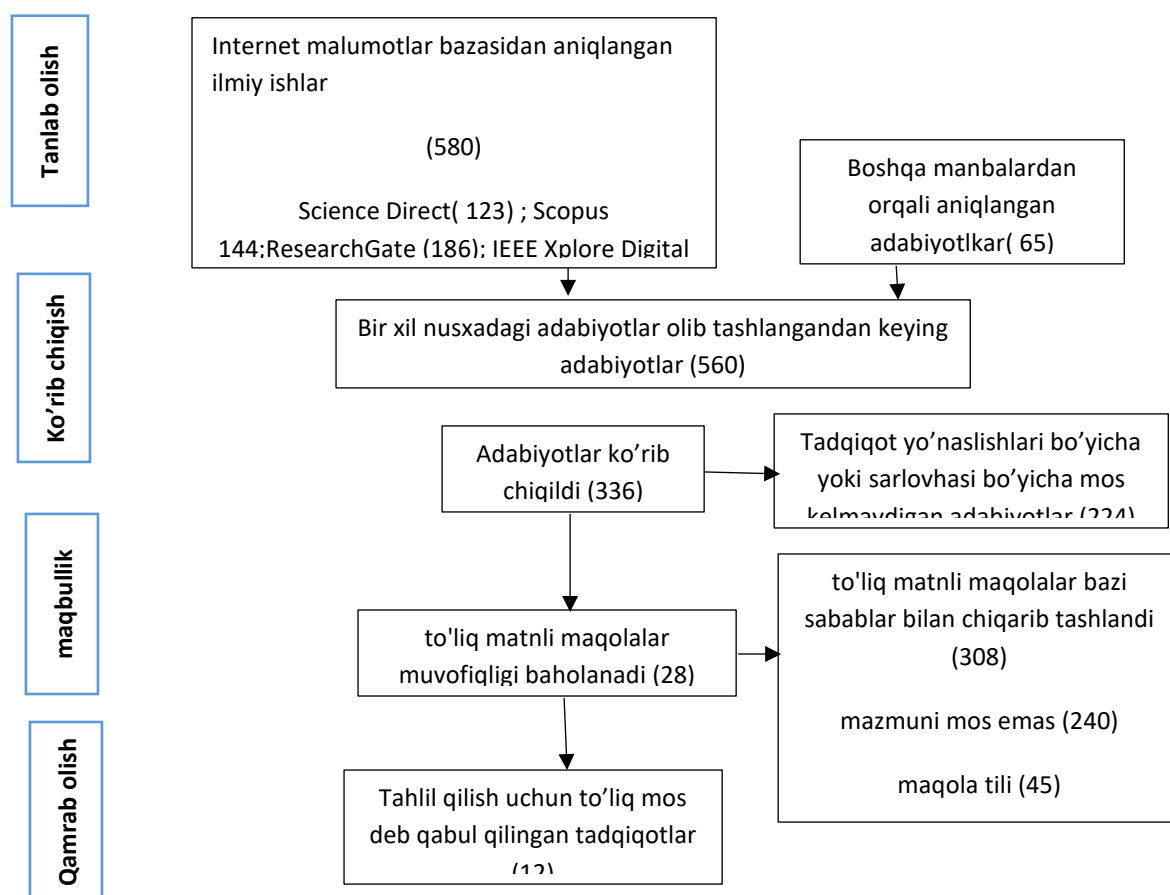 Tanlab olish
Internet malumotlar bazasidan aniqlangan
ilmiy ishlar
(580)
Science Direct( 123) ; Scopus
144;ResearchGate (186); IEEE Xplore Digital
Boshqa manbalardan
orqali aniqlangan
adabiyotlkar( 65)
Ko’rib chiqish
Bir xil nusxadagi adabiyotlar olib tashlangandan keying
adabiyotlar (560)
Adabiyotlar ko’rib
chiqildi (336)
Tadqiqot yo’naslishlari bo’yicha
yoki sarlovhasi bo’yicha mos
kelmaydigan adabiyotlar (224)
maqbullik
to'liq matnli maqolalar
muvofiqligi baholanadi (28)
to'liq matnli maqolalar bazi
sabablar bilan chiqarib tashlandi
(308)
mazmuni mos emas (240)
maqola tili (45)
Qamrab olish
Tahlil qilish uchun to’liq mos
deb qabul qilingan tadqiqotlar
(12)